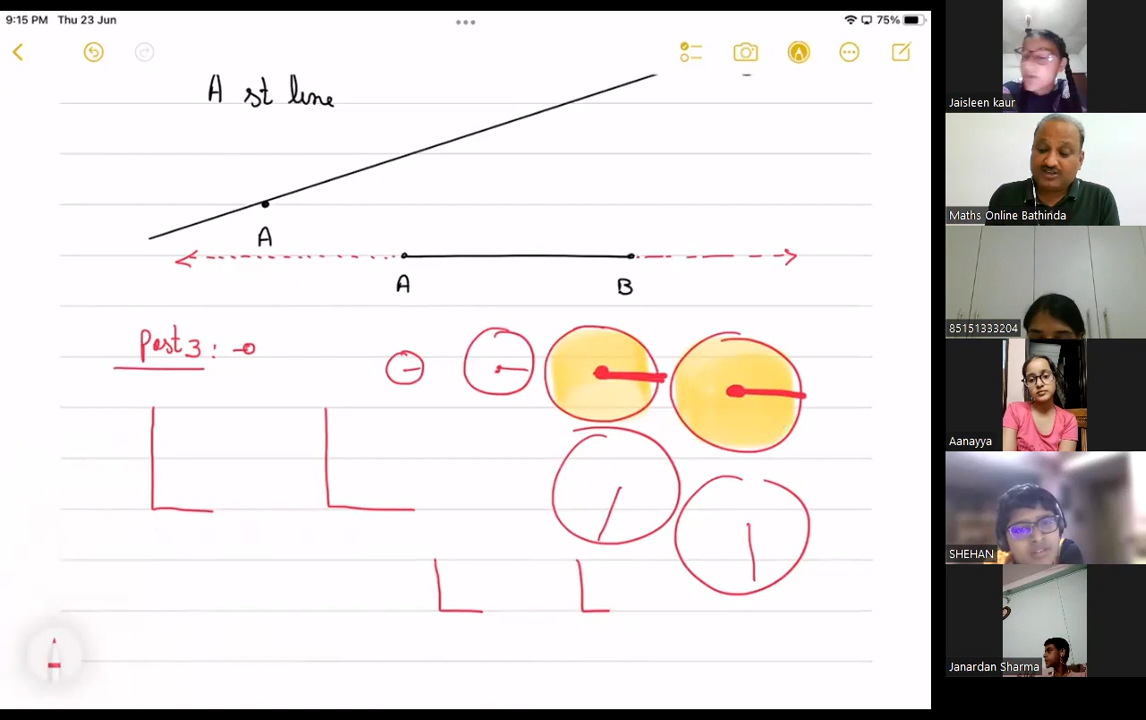 9:15 PM Thu 23 Jun
75%
A st line
A
A
B
Post 3:
Jaisleen kaur
Maths Online Bathinda
85151333204
Aanayya
SHEHAN
Janardan Sharma